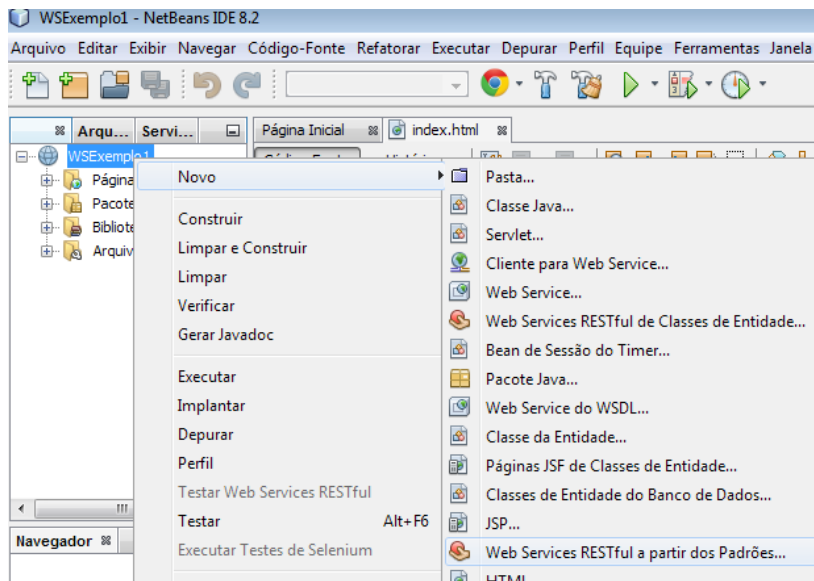 WSExemplo1 - NetBeans IDE 8.2
Arquivo Editar Exibir Navegar Código-Fonte Refatorar Executar Depurar Perfil Equipe Ferramentas Janela
Arqu... Servi...
Página Inicial index.html
WSExemplo1
Página
Pacote
Bibliote
Arquiv
Novo
Construir
Limpar e Construir
Limpar
Verificar
Gerar Javadoc
Executar
Implantar
Depurar
Perfil
Testar Web Services RESTful
Testar Alt+F6
Executar Testes de Selenium
Pasta...
Classe Java...
Servlet...
Cliente para Web Service...
Web Service...
Web Services RESTful de Classes de Entidade...
Bean de Sessão do Timer...
Pacote Java...
Web Service do WSDL...
Classe da Entidade...
Páginas JSF de Classes de Entidade...
Classes de Entidade do Banco de Dados...
JSP...
Web Services RESTful a partir dos Padrões...
Navegador